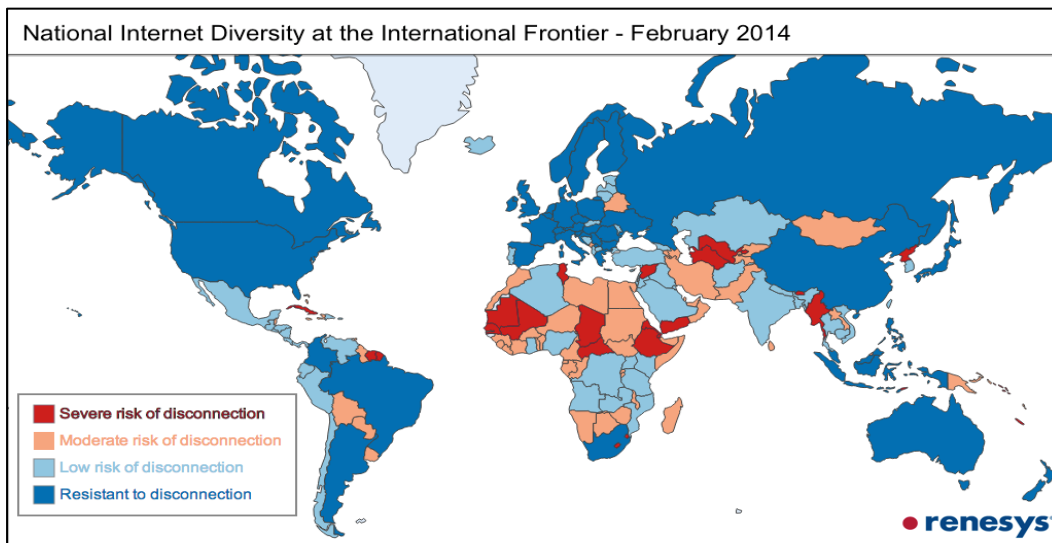 National Internet Diversity at the International Frontier - February 2014
Severe risk of disconnection
Moderate risk of disconnection
Low risk of disconnection
Resistant to disconnection
renesys